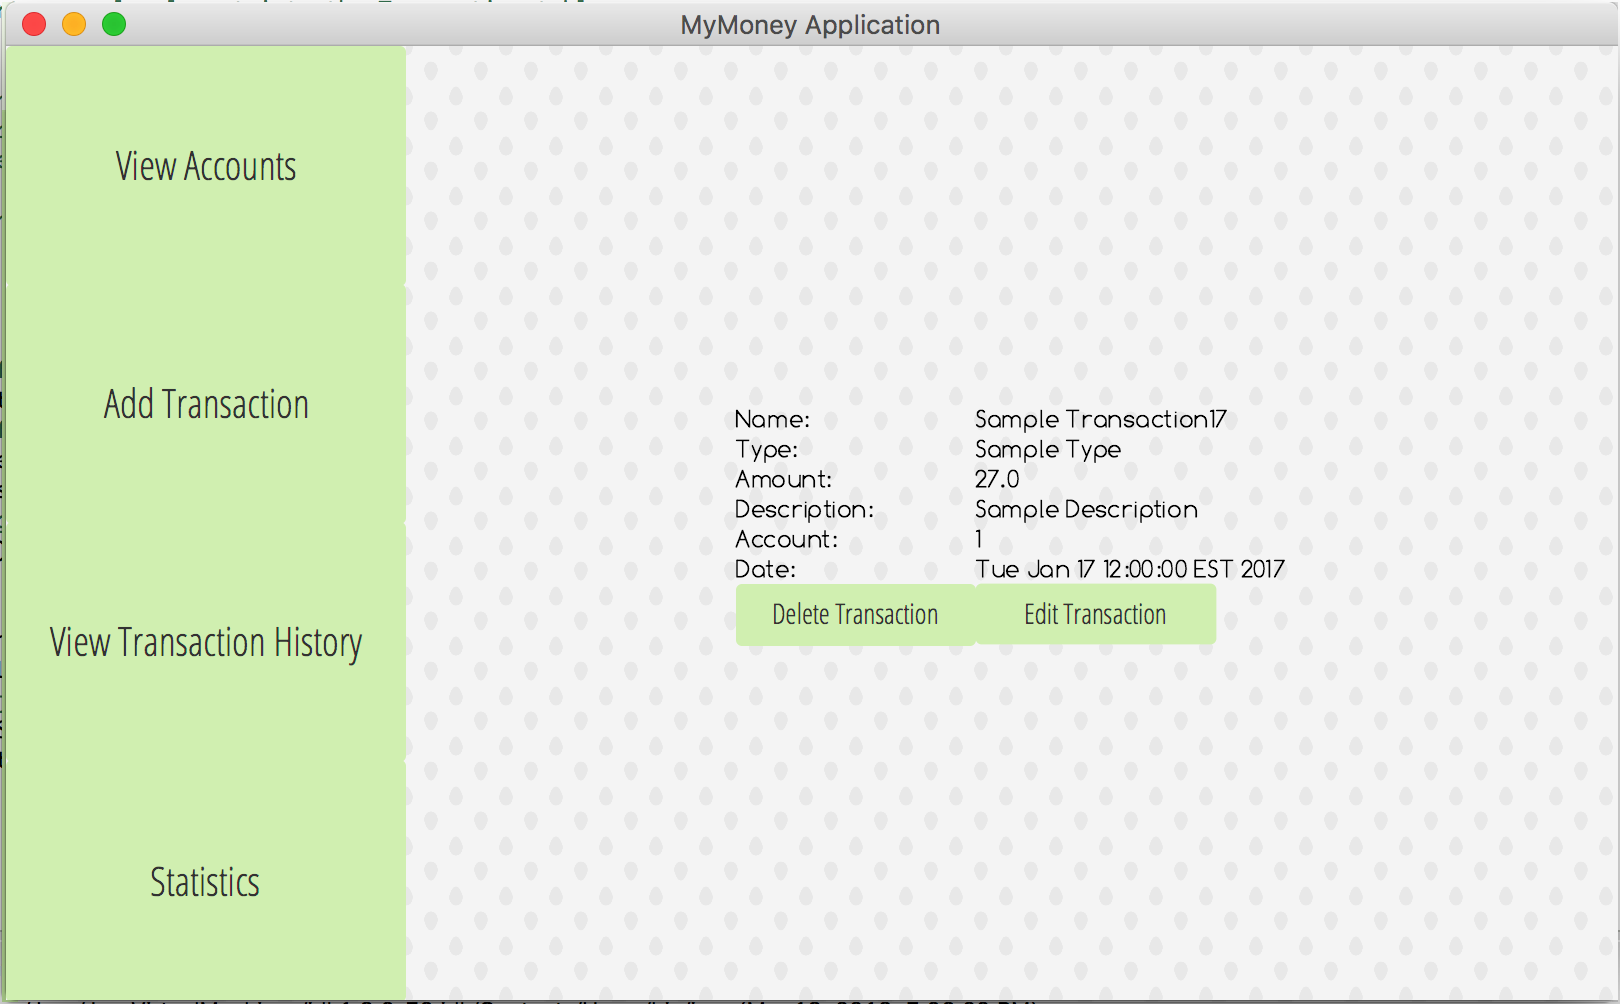 MyMoney Application
View Accounts
Add Transaction
View Transaction History
Statistics
Name: Sample Transaction17
Type: Sample Type
Amount: 27.0
Description: Sample Description
Account: 1
Date: Tue Jan 17 12:00:00 EST 2017
Delete Transaction Edit Transaction